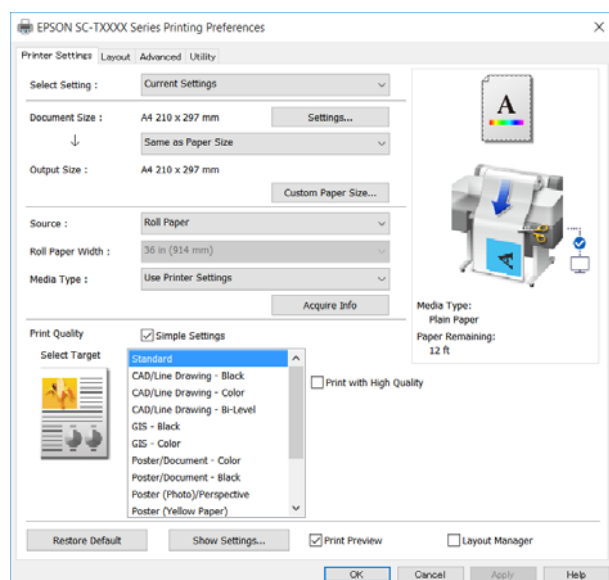 EPSON SC-TXXXX Series Printing Preferences
Printer Settings Layout Advanced Utility
Select Setting : Current Settings
Document Size : A4 210 x 297 mm Settings...
Same as Paper Size
Output Size : A4 210 x 297 mm
Custom Paper Size...
Source : Roll Paper
Roll Paper Width : 36 in (914 mm)
Media Type : Use Printer Settings
Acquire Info
A
A
Media Type:
Plain Paper
Paper Remaining:
12 ft
Print Quality Simple Settings
Select Target
Standard
CAD/Line Drawing - Black
CAD/Line Drawing - Color
CAD/Line Drawing - Bi-Level
GIS - Black
GIS - Color
Poster/Document - Color
Poster/Document - Black
Poster (Photo)/Perspective
Poster (Yellow Paper)
Print with High Quality
Restore Default Show Settings... Print Preview Layout Manager
OK Cancel Apply Help